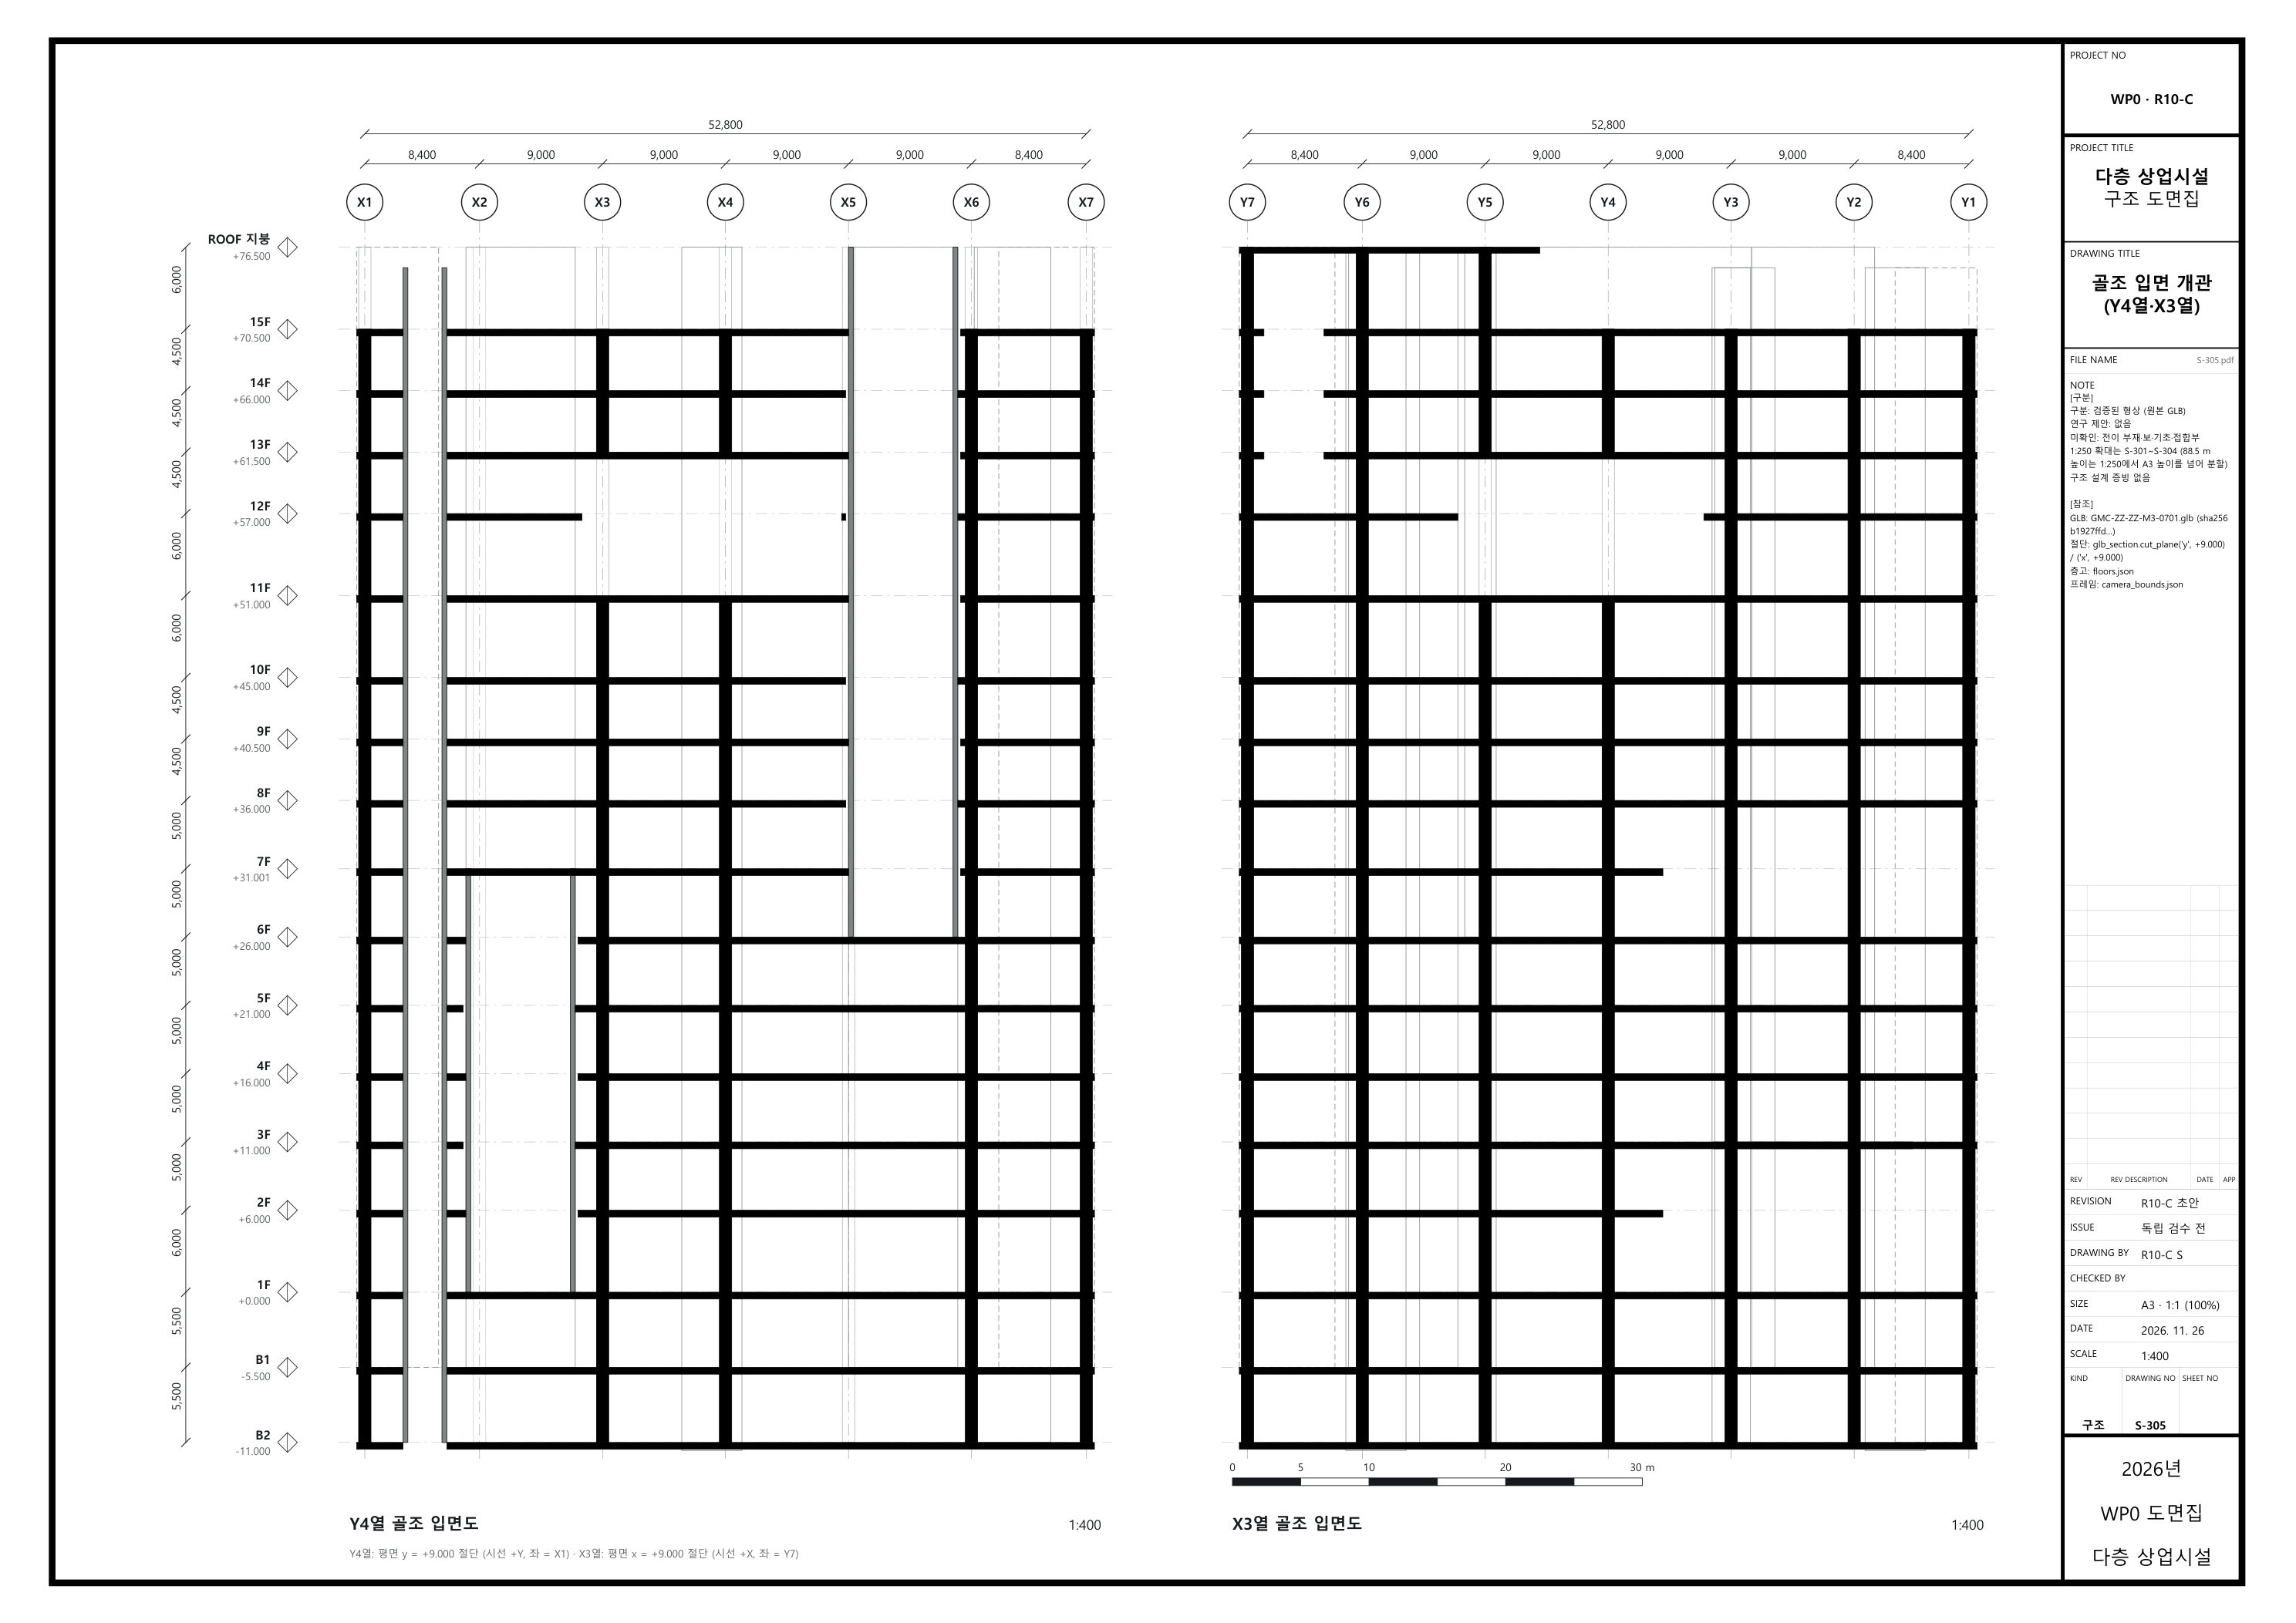 52,800
8,400 9,000 9,000 9,000 9,000 8,400
X1 X2 X3 X4 X5 X6 X7
ROOF 지붕
+76.500
6,000
15F
+70.500
4,500
14F
+66.000
4,500
13F
+61.500
4,500
12F
+57.000
6,000
11F
+51.000
6,000
10F
+45.000
4,500
9F
+40.500
4,500
8F
+36.000
5,000
7F
+31.001
5,000
6F
+26.000
5,000
5F
+21.000
5,000
4F
+16.000
5,000
3F
+11.000
5,000
2F
+6.000
6,000
1F
+0.000
5,500
B1
-5.500
5,500
B2
-11.000
Y4열 골조 입면도 1:400
Y4열: 평면 y = +9.000 절단 (시선 +Y, 좌 = X1) · X3열: 평면 x = +9.000 절단 (시선 +X, 좌 = Y7)
52,800
8,400 9,000 9,000 9,000 9,000 8,400
Y7 Y6 Y5 Y4 Y3 Y2 Y1
0 5 10 20 30 m
X3열 골조 입면도 1:400
PROJECT NO
WP0 · R10-C
PROJECT TITLE
다층 상업시설
구조 도면집
DRAWING TITLE
골조 입면 개관
(Y4열·X3열)
FILE NAME S-305.pdf
NOTE
[구분]
구분: 검증된 형상 (원본 GLB)
연구 제안: 없음
미확인: 전이 부재·보·기초·접합부
1:250 확대는 S-301~S-304 (88.5 m
높이는 1:250에서 A3 높이를 넘어 분할)
구조 설계 증빙 없음
[참조]
GLB: GMC-ZZ-ZZ-M3-0701.glb (sha256
b1927ffd…)
절단: glb_section.cut_plane('y', +9.000)
/ ('x', +9.000)
층고: floors.json
프레임: camera_bounds.json
REV REV DESCRIPTION DATE APP
REVISION R10-C 초안
ISSUE 독립 검수 전
DRAWING BY R10-C S
CHECKED BY
SIZE A3 · 1:1 (100%)
DATE 2026. 11. 26
SCALE 1:400
KIND DRAWING NO SHEET NO
구조 S-305
2026년
WP0 도면집
다층 상업시설